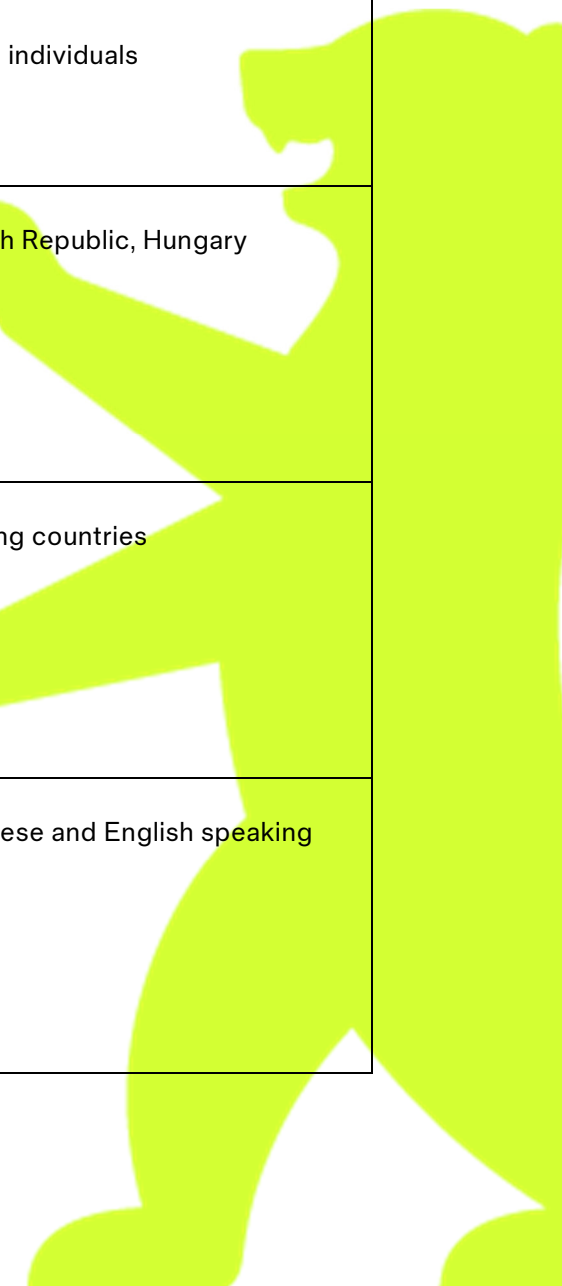 individuals
h Republic, Hungary
ng countries
ese and English speaking